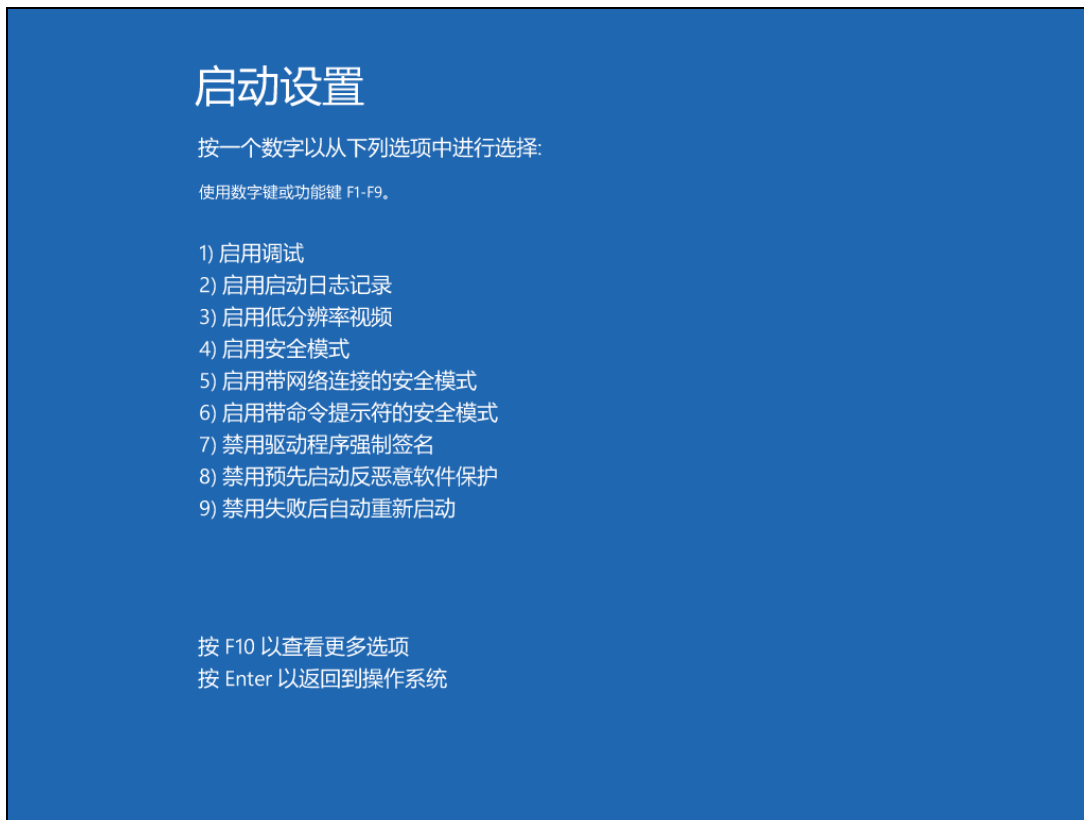 启动设置
按一个数字以从下列选项中进行选择:
使用数字键或功能键 F1-F9。
1) 启用调试
2) 启用启动日志记录
3) 启用低分辨率视频
4) 启用安全模式
5) 启用带网络连接的安全模式
6) 启用带命令提示符的安全模式
7) 禁用驱动程序强制签名
8) 禁用预先启动反恶意软件保护
9) 禁用失败后自动重新启动
按 F10 以查看更多选项
按 Enter 以返回到操作系统